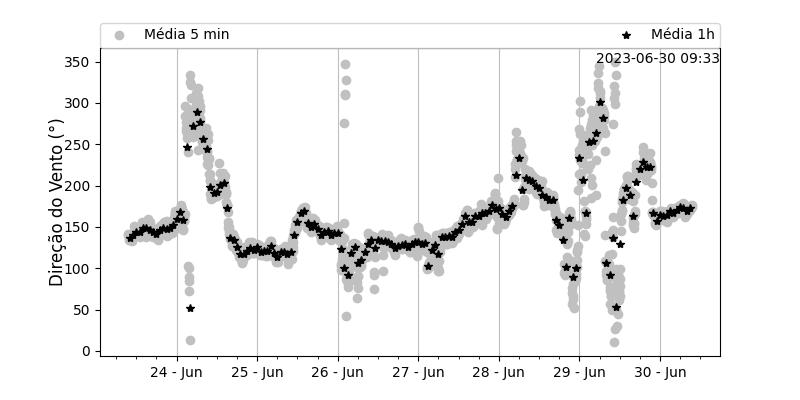 Média 5 min
Média 1h
2023-06-30 09:33
Direção do Vento (°)
350
300
250
200
150
100
50
0
24 - Jun
25 - Jun
26 - Jun
27 - Jun
28 - Jun
29 - Jun
30 - Jun